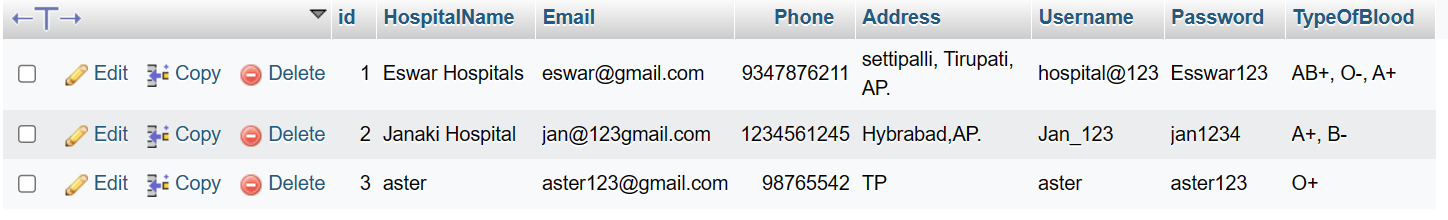 ←T→ id HospitalName Email Phone Address Username Password TypeOfBlood
Edit Copy Delete 1 Eswar Hospitals eswar@gmail.com 9347876211 settipalli, Tirupati, hospital@123 Esswar123 AB+, O-, A+
AP.
Edit Copy Delete 2 Janaki Hospital jan@123gmail.com 1234561245 Hybrabad,AP. Jan_123 jan1234 A+, B-
Edit Copy Delete 3 aster aster123@gmail.com 98765542 TP aster aster123 O+